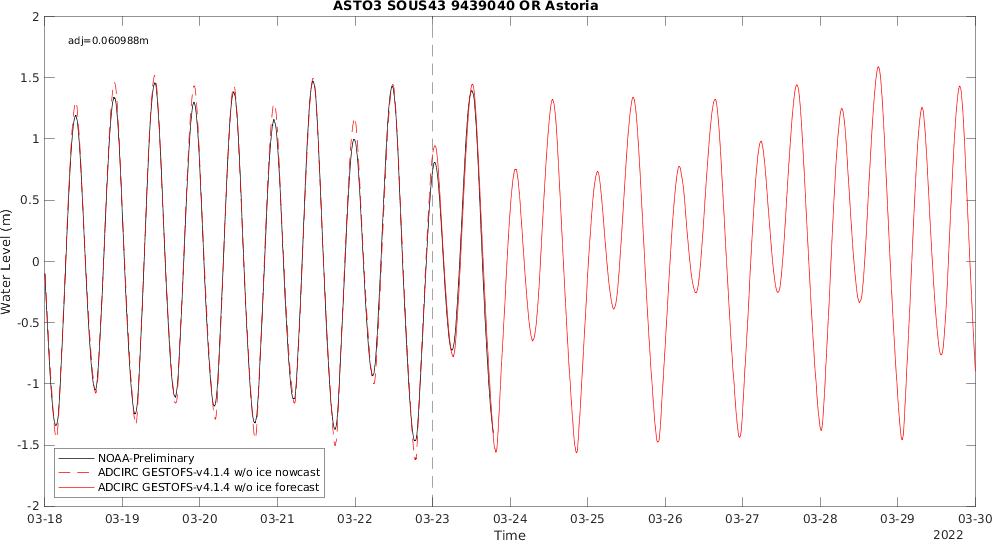 ASTO3 SOUS43 9439040 OR Astoria
adj=0.060988m
2
1.5
1
0.5
0
-0.5
-1
-1.5
-2
Water Level (m)
NOAA-Preliminary
ADCIRC GESTOFS-v4.1.4 w/o ice nowcast
ADCIRC GESTOFS-v4.1.4 w/o ice forecast
03-18 03-19 03-20 03-21 03-22 03-23 03-24 03-25 03-26 03-27 03-28 03-29 03-30
Time
2022